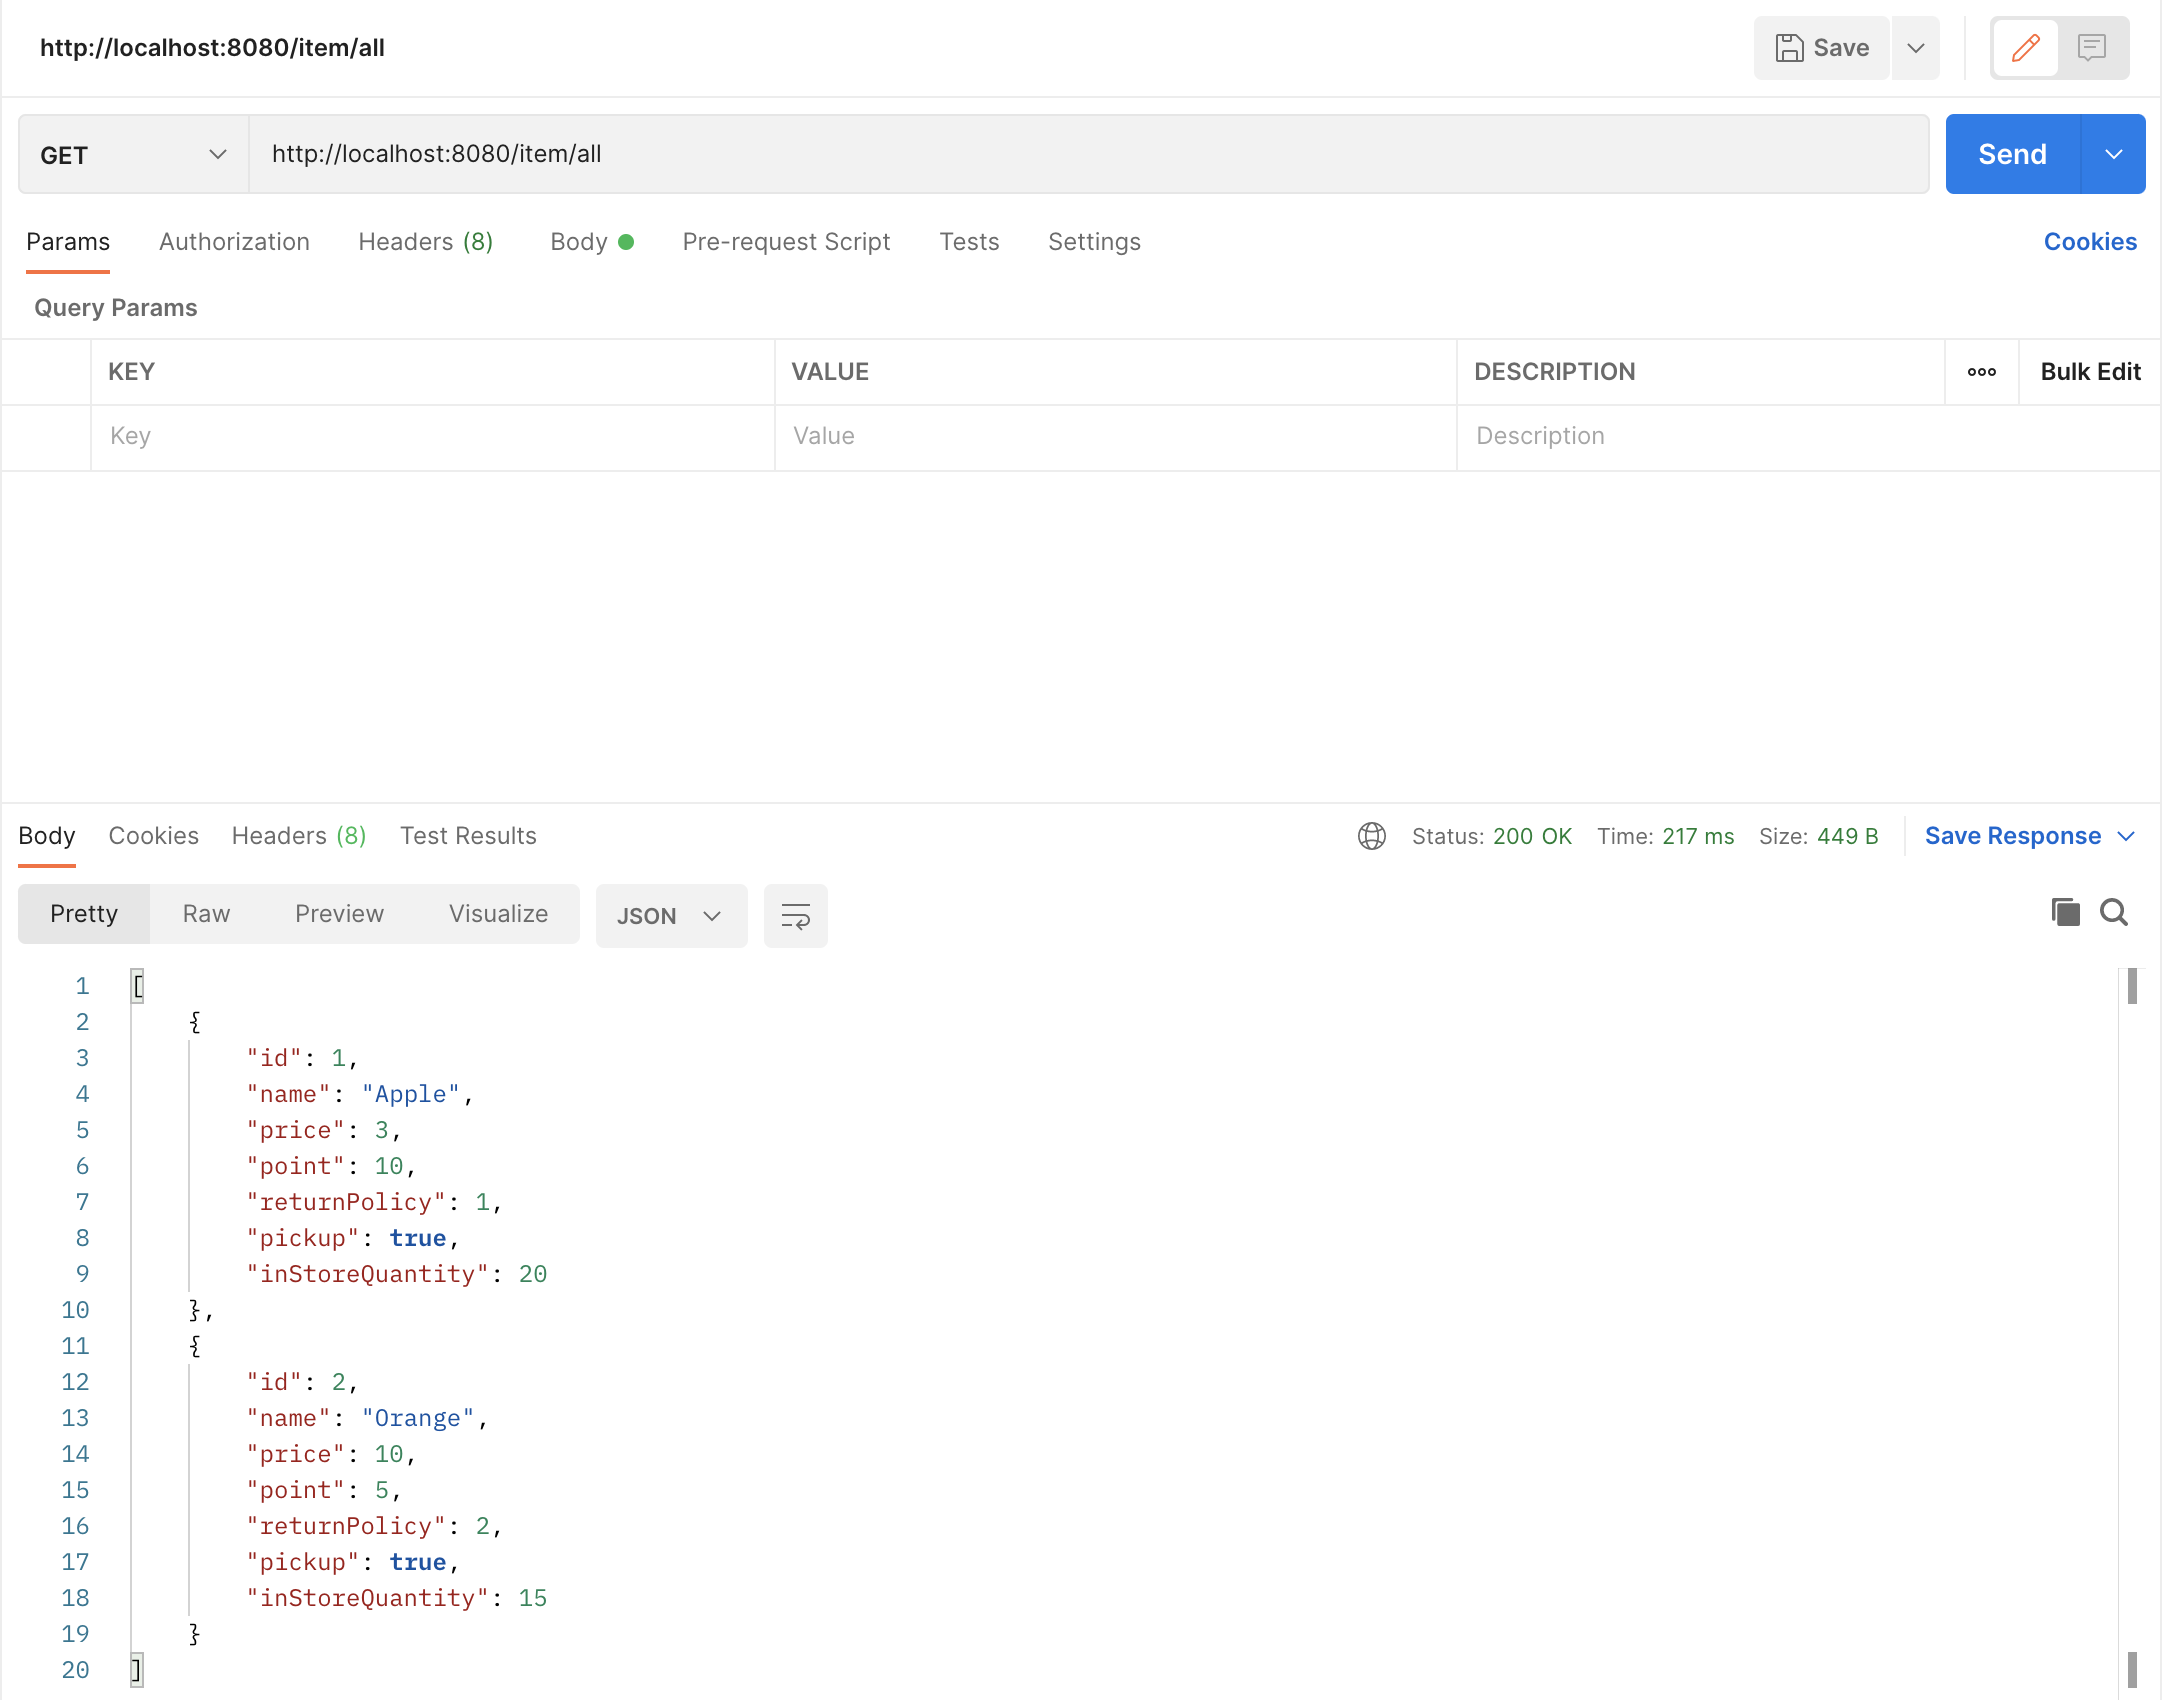 http://localhost:8080/item/all
Save
GET http://localhost:8080/item/all Send
Params Authorization Headers (8) Body Pre-request Script Tests Settings Cookies
Query Params
KEY VALUE DESCRIPTION ooo Bulk Edit
Key Value Description
Body Cookies Headers (8) Test Results Status: 200 OK Time: 217 ms Size: 449 B Save Response
Pretty Raw Preview Visualize JSON
1 [
2 {
3 "id": 1,
4 "name": "Apple",
5 "price": 3,
6 "point": 10,
7 "returnPolicy": 1,
8 "pickup": true,
9 "inStoreQuantity": 20
10 },
11 {
12 "id": 2,
13 "name": "Orange",
14 "price": 10,
15 "point": 5,
16 "returnPolicy": 2,
17 "pickup": true,
18 "inStoreQuantity": 15
19 }
20 ]